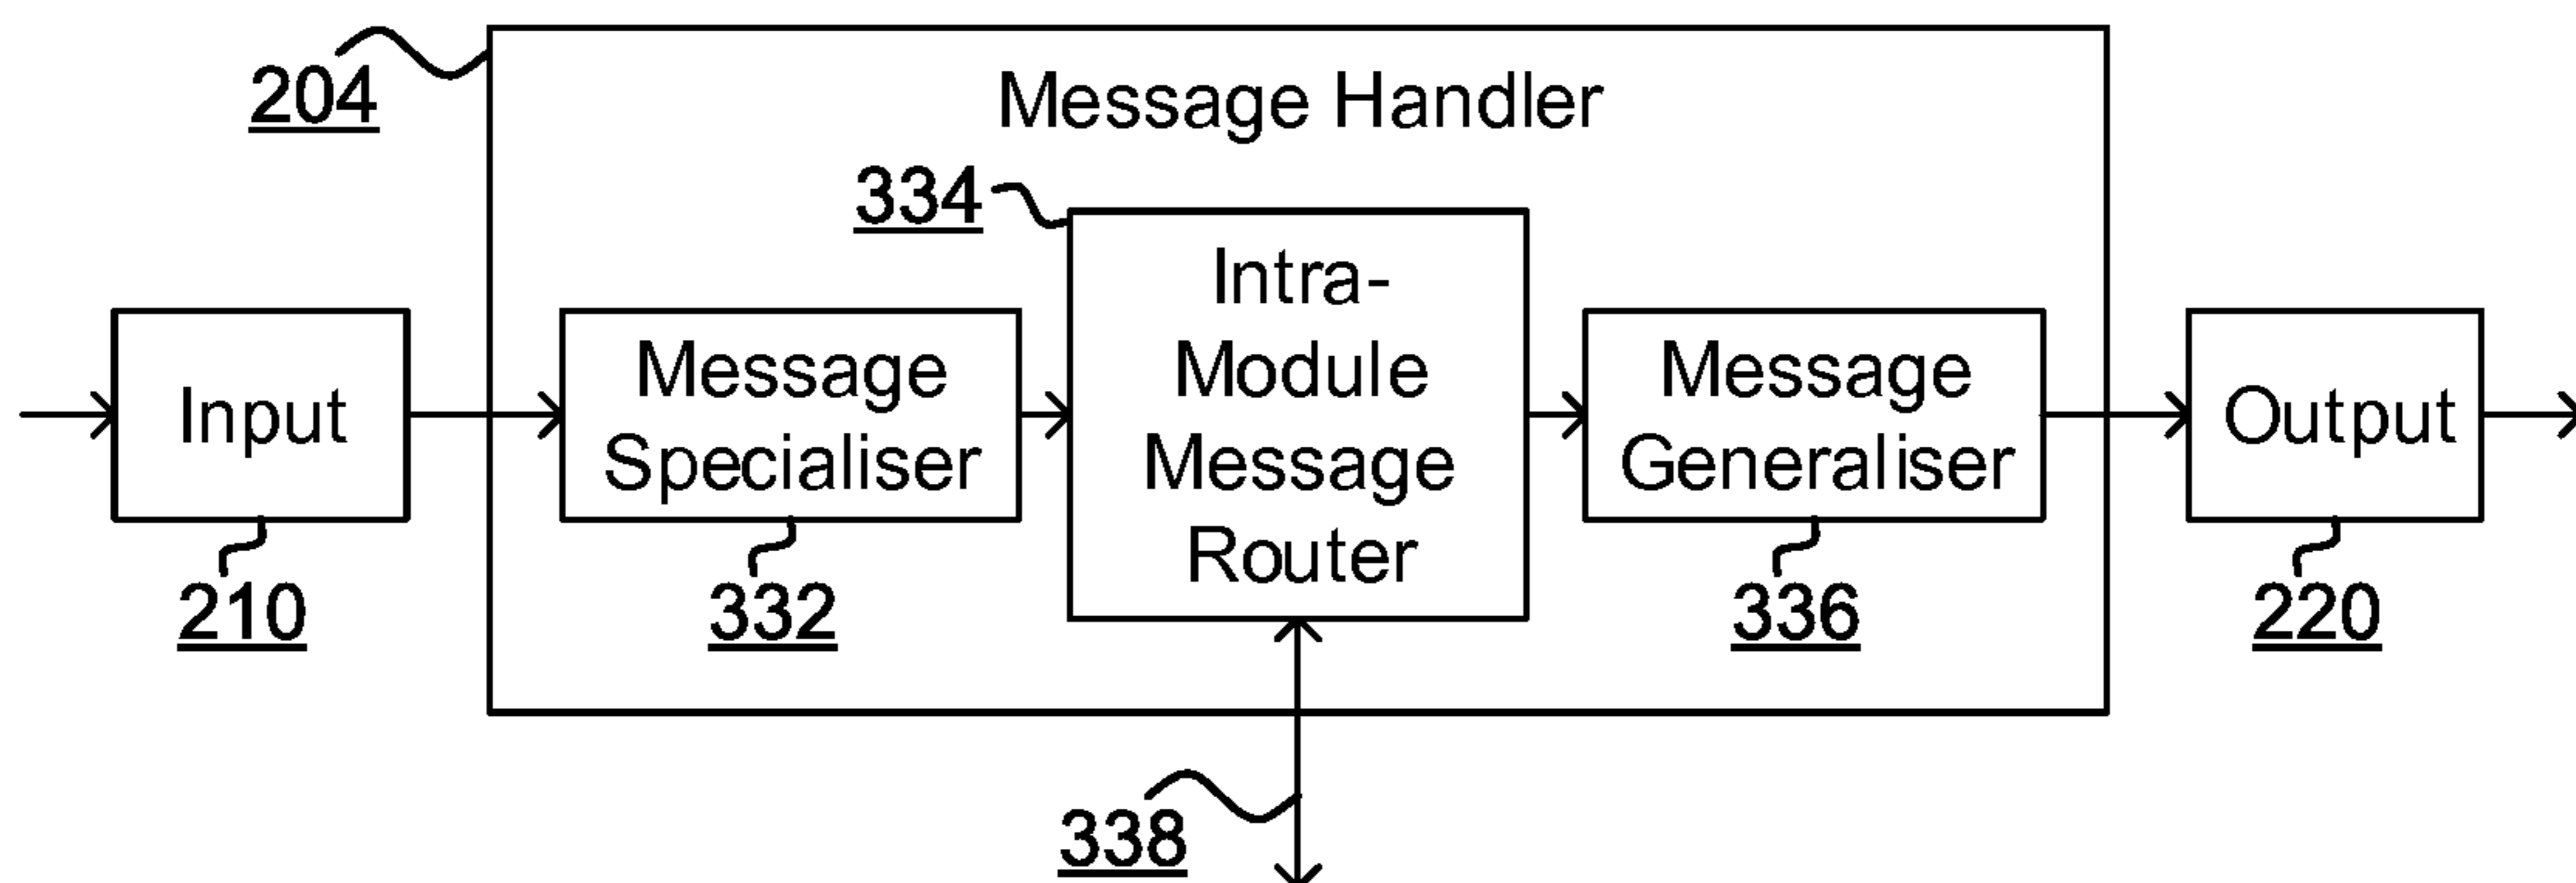 204
Message Handler
334
Input
210
Message
Specialiser
332
Intra-
Module
Message
Router
Message
Generaliser
336
Output
220
338